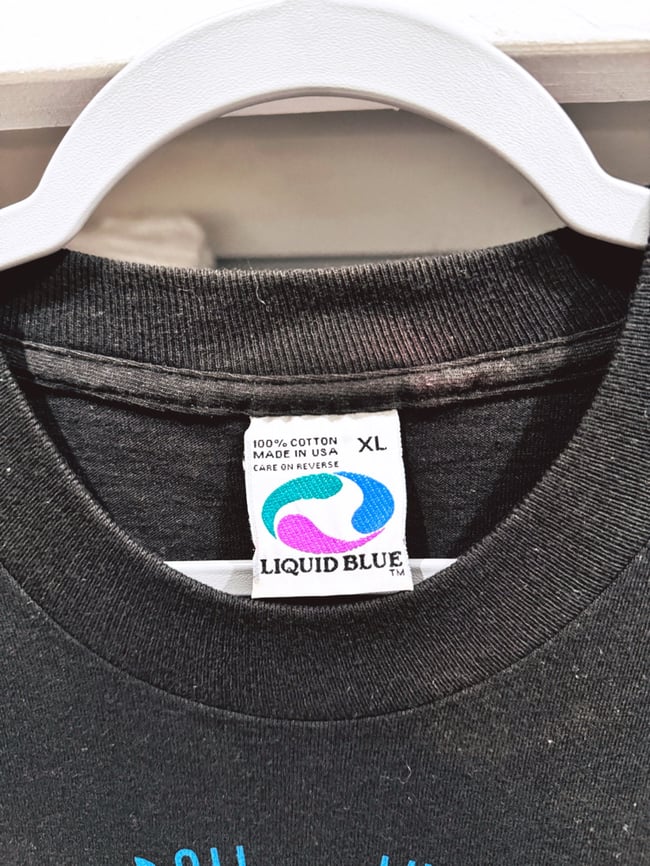 100% COTTON
MADE IN USA
XL
CARE ON REVERSE
LIQUID BLUE
TM